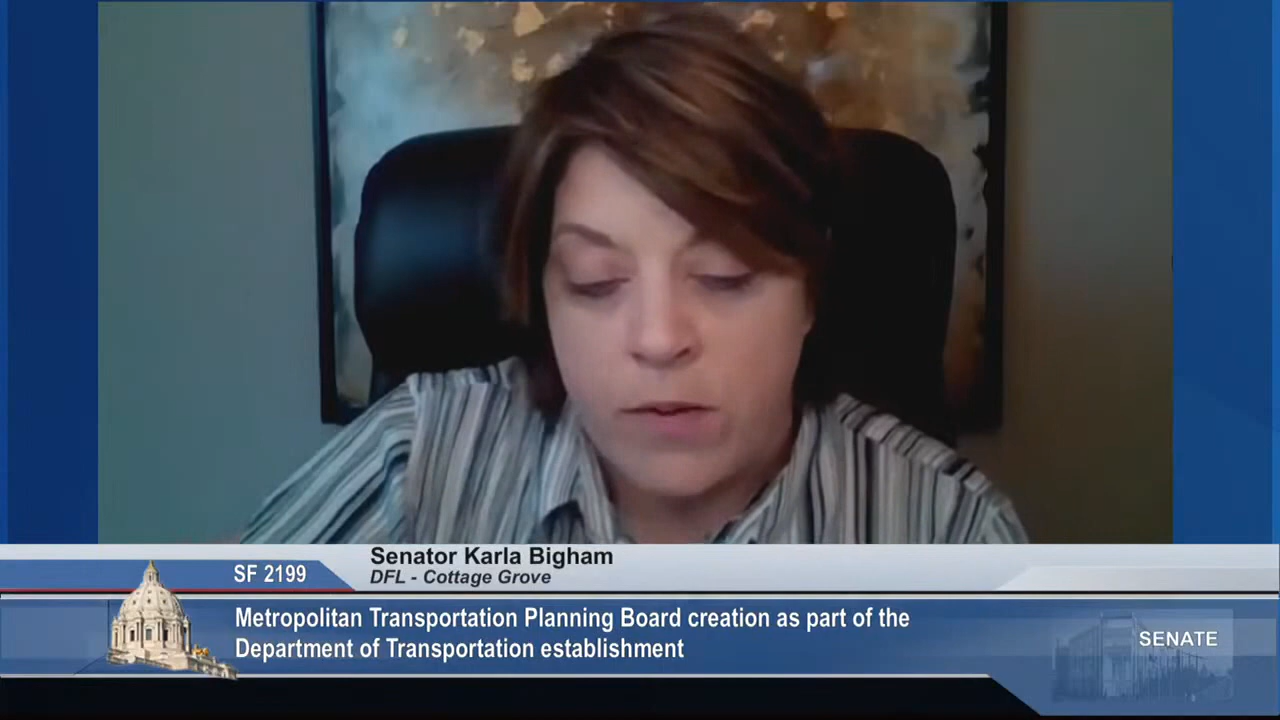 Senator Karla Bigham
DFL - Cottage Grove
SF 2199
Metropolitan Transportation Planning Board creation as part of the
Department of Transportation establishment
SENATE